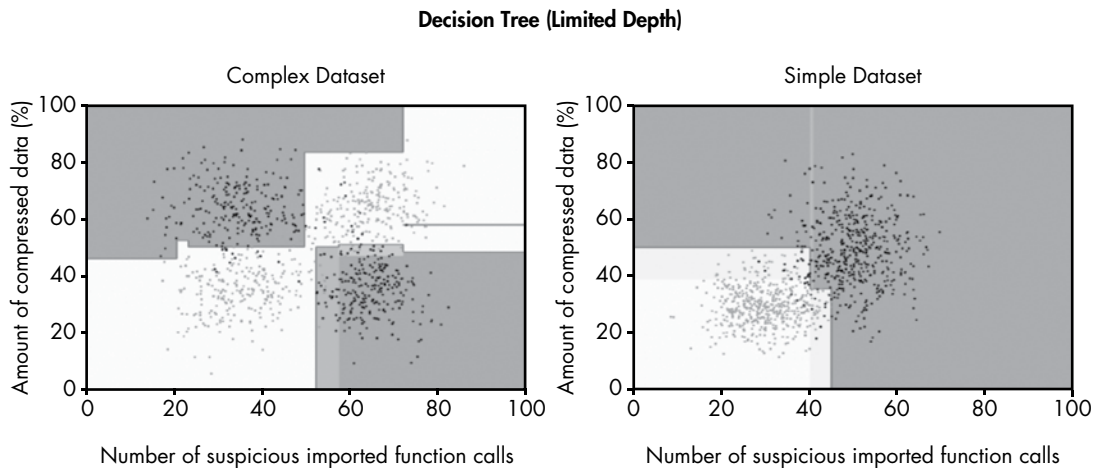 Decision Tree (Limited Depth)
Complex Dataset
Amount of compressed data (%)
100
80
60
40
20
0
0 20 40 60 80 100
Number of suspicious imported function calls
Simple Dataset
Amount of compressed data (%)
100
80
60
40
20
0
0 20 40 60 80 100
Number of suspicious imported function calls